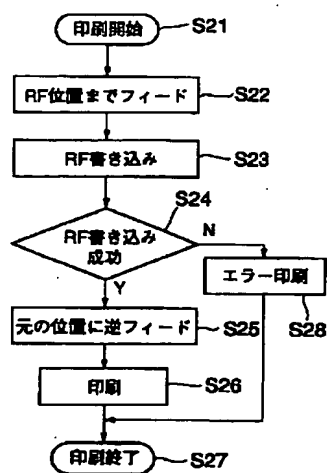 印刷開始 S21
RF位置までフィード S22
RF書き込み S23
S24
RF書き込み
成功
N
Y
エラー印刷 S28
元の位置に逆フィード S25
印刷 S26
印刷終了 S27